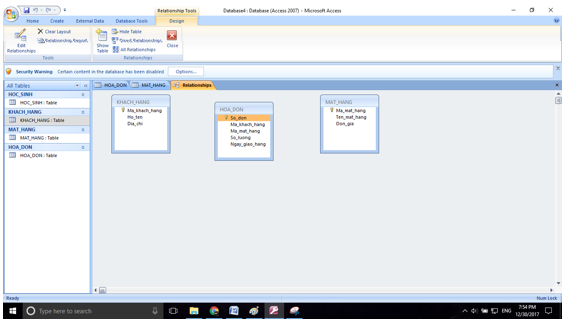 Relationship Tools
Database4 : Database (Access 2007) - Microsoft Access
Home Create External Data Database Tools Design
Edit Relationships
Clear Layout
Relationship Report
Tools
Show Table
Hide Table
Direct Relationships
All Relationships
Close
Relationships
Security Warning Certain content in the database has been disabled Options...
All Tables
HOC_SINH
HOC_SINH : Table
KHACH_HANG
KHACH_HANG : Table
MAT_HANG
MAT_HANG : Table
HOA_DON
HOA_DON : Table
HOA_DON MAT_HANG Relationships
KHACH_HANG
Ma_khach_hang
Ho_ten
Dia_chi
HOA_DON
So_don
Ma_khach_hang
Ma_mat_hang
So_luong
Ngay_giao_hang
MAT_HANG
Ma_mat_hang
Ten_mat_hang
Don_gia
Ready
Num Lock
Type here to search
ENG
7:54 PM
12/30/2017